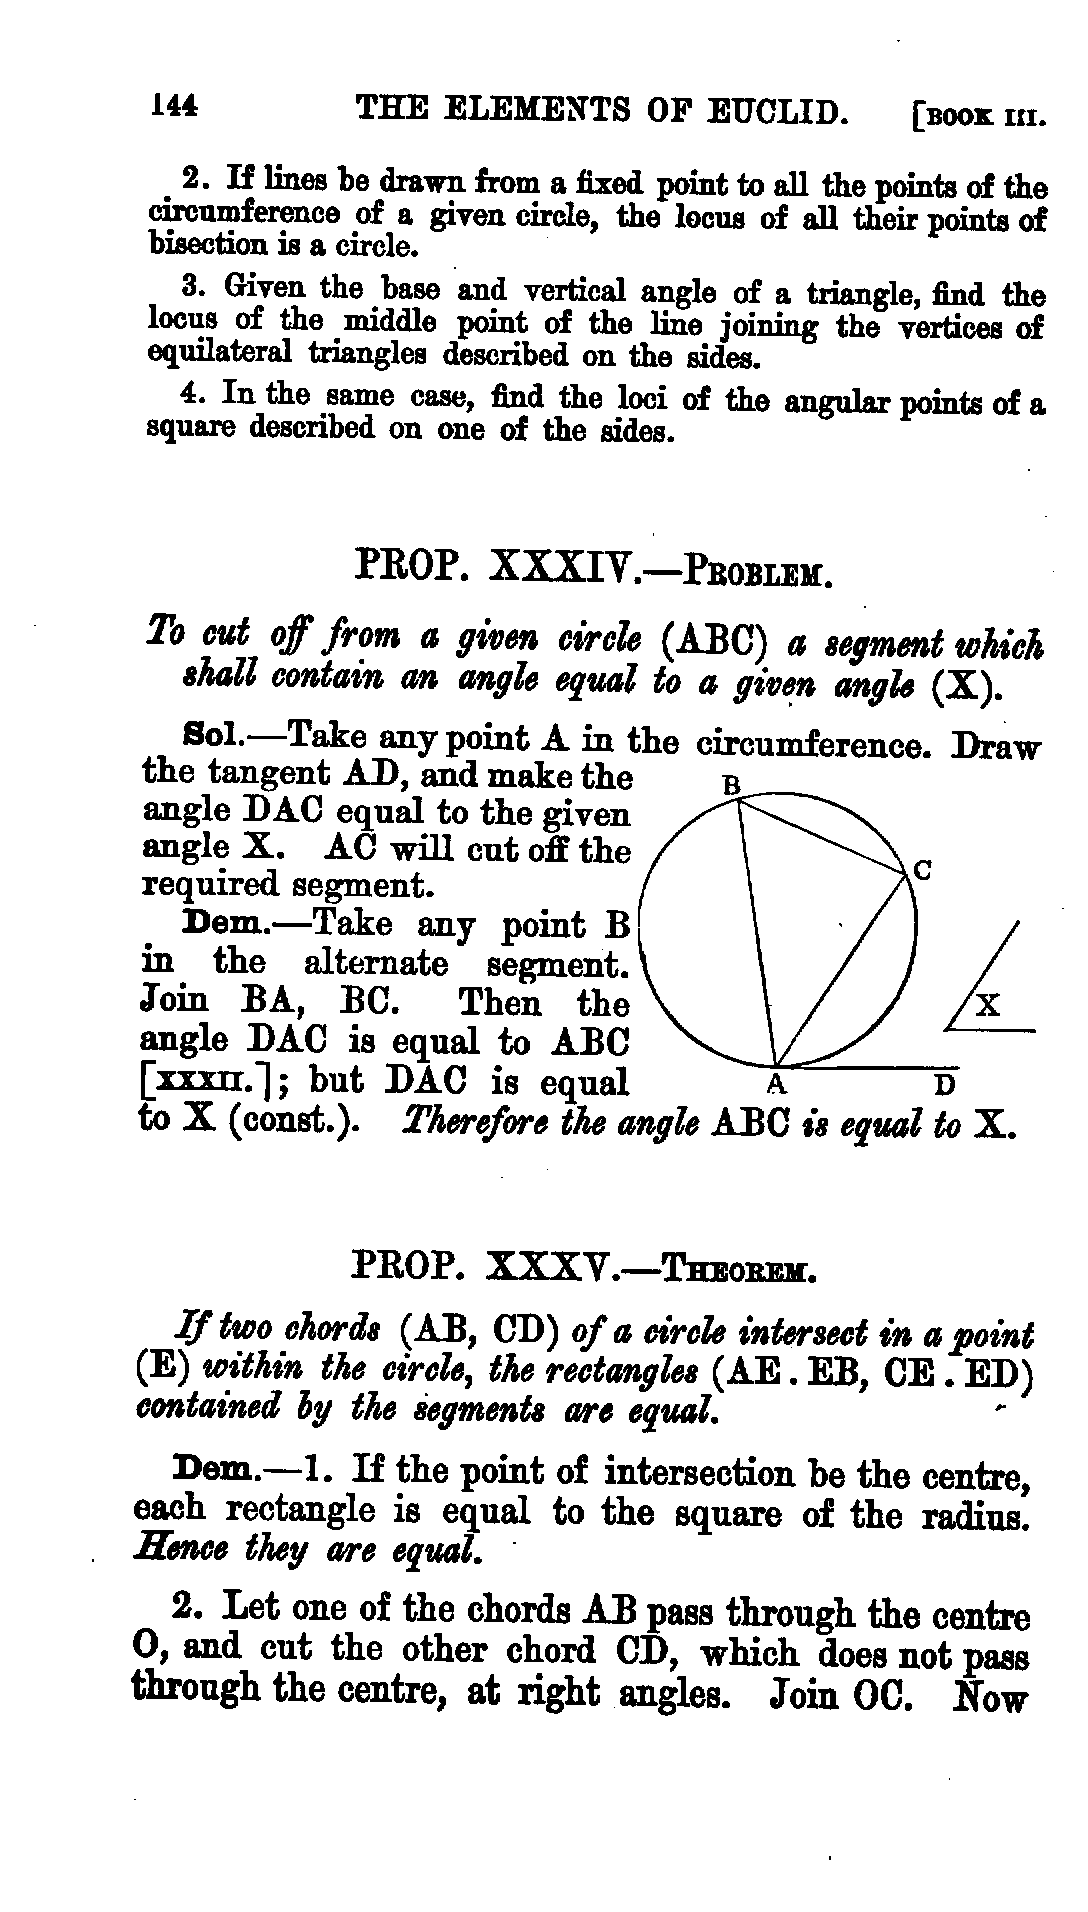 144 THE ELEMENTS OF EUCLID. [BOOK III.
2. If lines be drawn from a fixed point to all the points of the
circumference of a given circle, the locus of all their points of
bisection is a circle.
3. Given the base and vertical angle of a triangle, find the
locus of the middle point of the line joining the vertices of
equilateral triangles described on the sides.
4. In the same case, find the loci of the angular points of a
square described on one of the sides.
PROP. XXXIV.—PROBLEM.
To cut off from a given circle (ABC) a segment which
shall contain an angle equal to a given angle (X).
Sol.—Take any point A in the circumference. Draw
the tangent AD, and make the
angle DAC equal to the given
angle X. AC will cut off the
required segment.
Dem.—Take any point B
in the alternate segment.
Join BA, BC. Then the
angle DAC is equal to ABC
[XXXII.]; but DAC is equal
to X (const.). Therefore the angle ABC is equal to X.
B
C
X
A D
PROP. XXXV.—THEOREM.
If two chords (AB, CD) of a circle intersect in a point
(E) within the circle, the rectangles (AE . EB, CE . ED)
contained by the segments are equal.
Dem.—1. If the point of intersection be the centre,
each rectangle is equal to the square of the radius.
Hence they are equal.
2. Let one of the chords AB pass through the centre
O, and cut the other chord CD, which does not pass
through the centre, at right angles. Join OC. Now